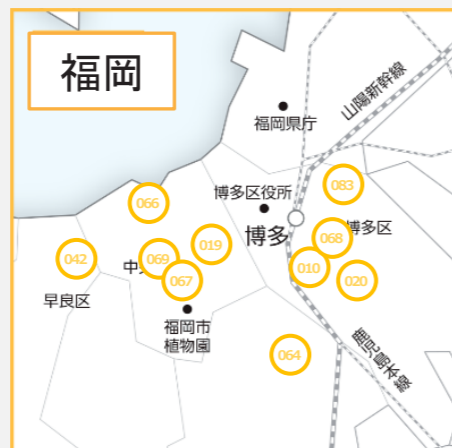 福岡
山陽新幹線
福岡県庁
083
博多区役所
066
博多
博多区
068
019
042
中
069
010
067
020
早良区
福岡市
植物園
064
鹿児島本線